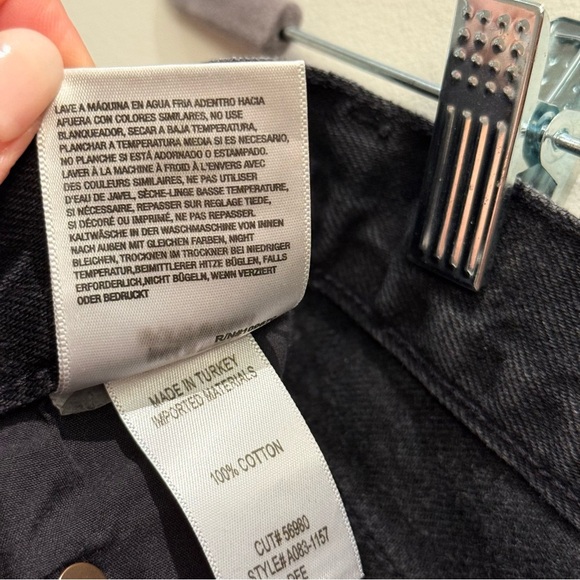 LAVE A MÁQUINA EN AGUA FRIA ADENTRO HACIA
AFUERA CON COLORES SIMILARES, NO USE
BLANQUEADOR, SECAR A BAJA TEMPERATURA,
PLANCHAR A TEMPERATURA MEDIA SI ES NECESARIO,
NO PLANCHE SI ESTÁ ADORNADO O ESTAMPADO.
LAVER À LA MACHINE À FROID À L'ENVERS AVEC
DES COULEURS SIMILAIRES, NE PAS UTILISER
D'EAU DE JAVEL, SÈCHE-LINGE BASSE TEMPERATURE,
SI NÉCESSAIRE, REPASSER SUR REGLAGE TIEDE,
SI DÉCORÉ OU IMPRIMÉ, NE PAS REPASSER.
KALTWÄSCHE IN DER WASCHMASCHINE VON INNEN
NACH AUßEN MIT GLEICHEN FARBEN, NIGHT
BLEICHEN, TROCKNEN IM TROCKNER BEI NIEDRIGER
TEMPERATUR,BEIMITTLERER HITZE BÜGLEN, FALLS
ERFORDERLICH,NICHT BÜGELN, WENN VERZIERT
ODER BEDRUCKT
MADE IN TURKEY
IMPORTED MATERIALS
100% COTTON
CUT# 56980
STYLE# A083-1157